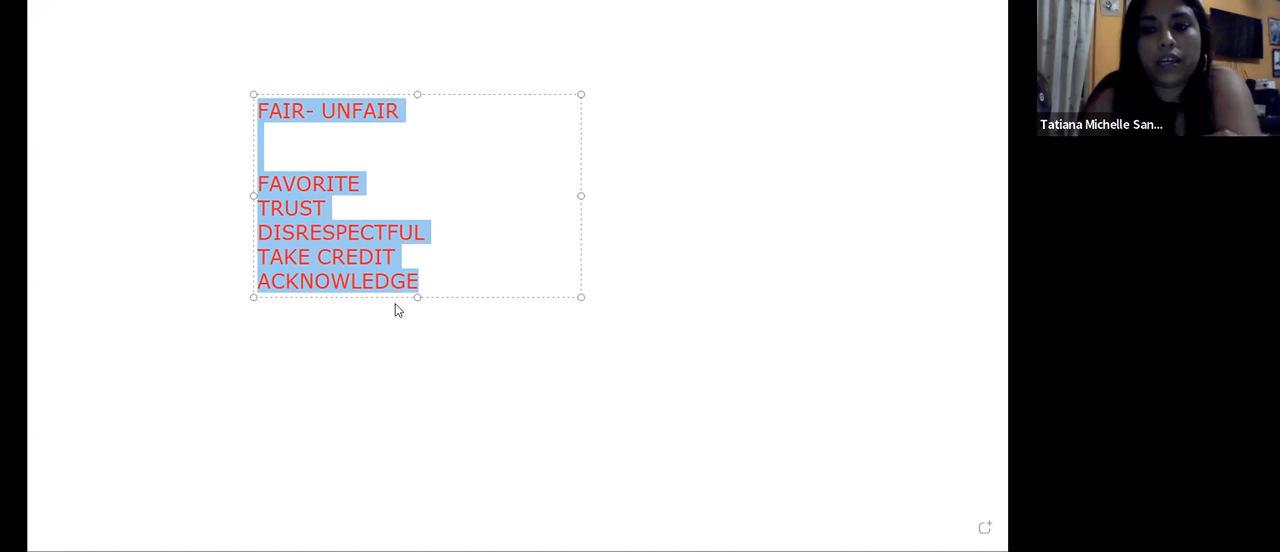 FAIR- UNFAIR
FAVORITE
TRUST
DISRESPECTFUL
TAKE CREDIT
ACKNOWLEDGE
Tatiana Michelle San...